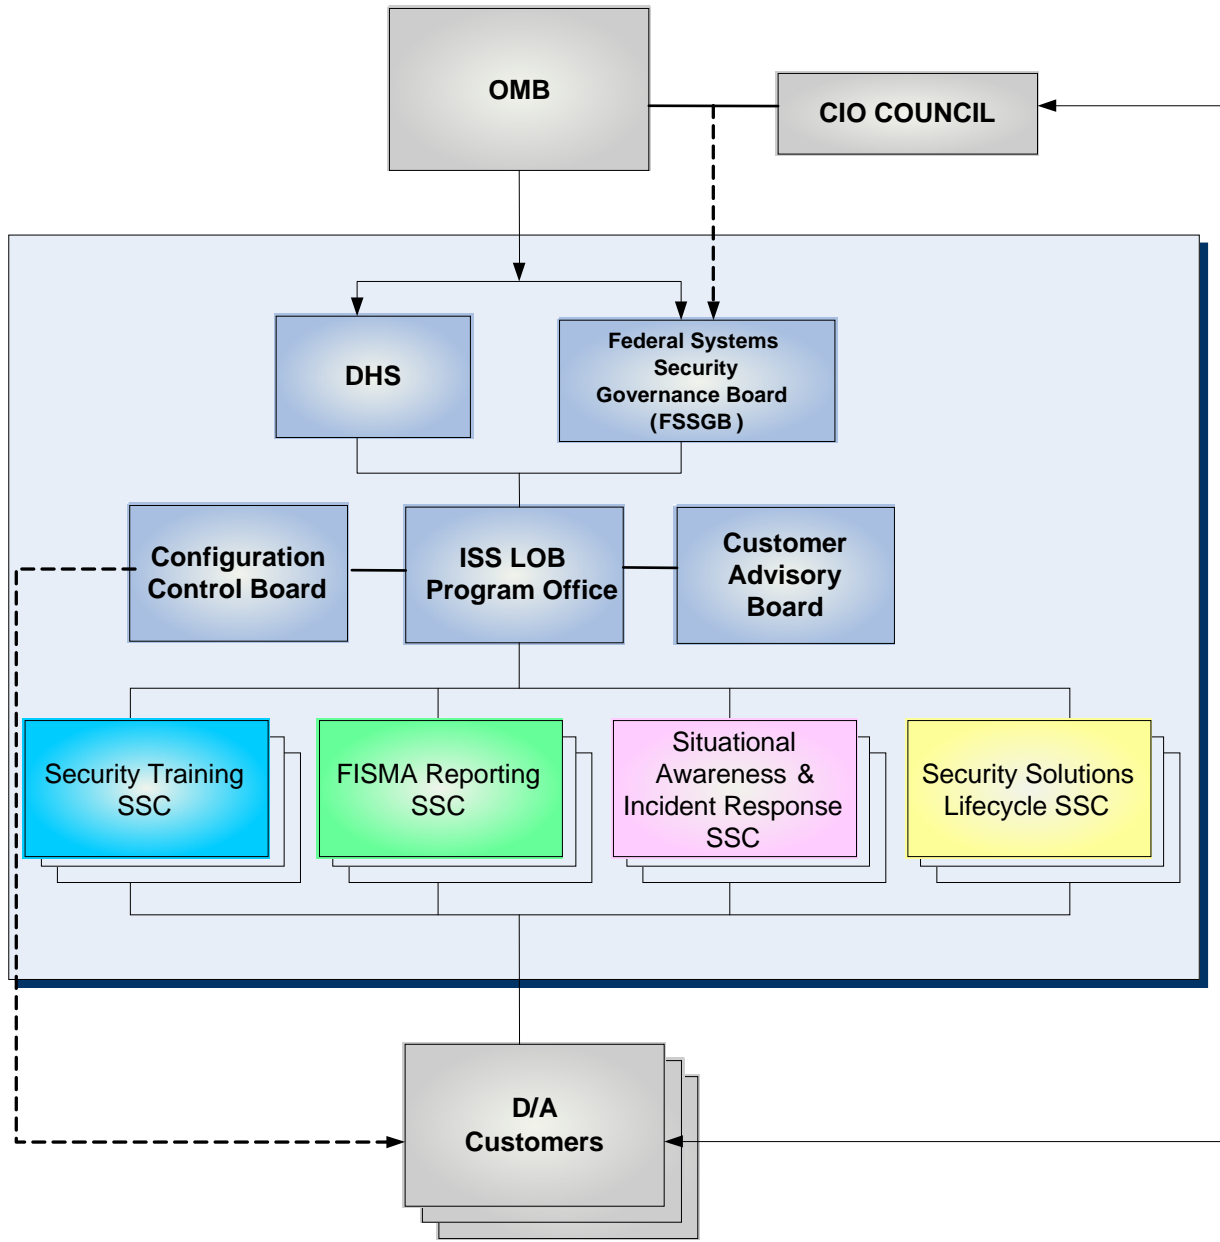 OMB
CIO COUNCIL
DHS
Federal Systems
Security
Governance Board
(FSSGB )
Configuration
Control Board
ISS LOB
Program Office
Customer
Advisory
Board
Security Training
SSC
FISMA Reporting
SSC
Situational
Awareness &
Incident Response
SSC
Security Solutions
Lifecycle SSC
D/A
Customers